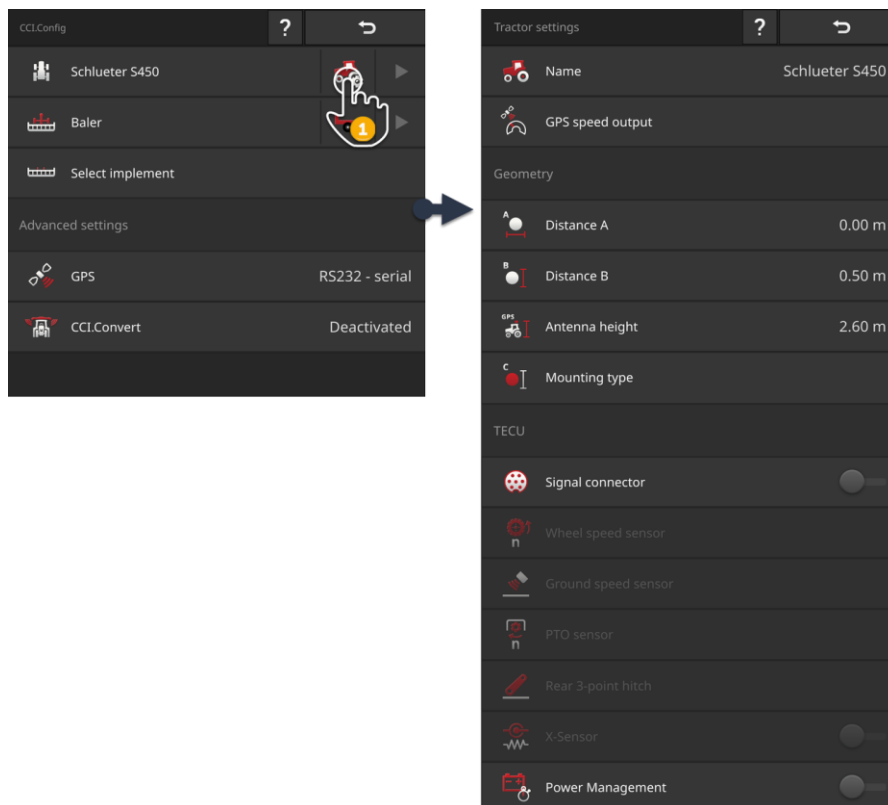 CCI.Config
?
Schlueter S450
1
Baler
Select implement
Advanced settings
GPS
RS232 - serial
CCI.Convert
Deactivated
Tractor settings
?
Name
Schlueter S450
GPS speed output
Geometry
A
Distance A
0.00 m
B
Distance B
0.50 m
GPS
Antenna height
2.60 m
C
Mounting type
TECU
Signal connector
n
Wheel speed sensor
Ground speed sensor
n
PTO sensor
Rear 3-point hitch
X-Sensor
Power Management